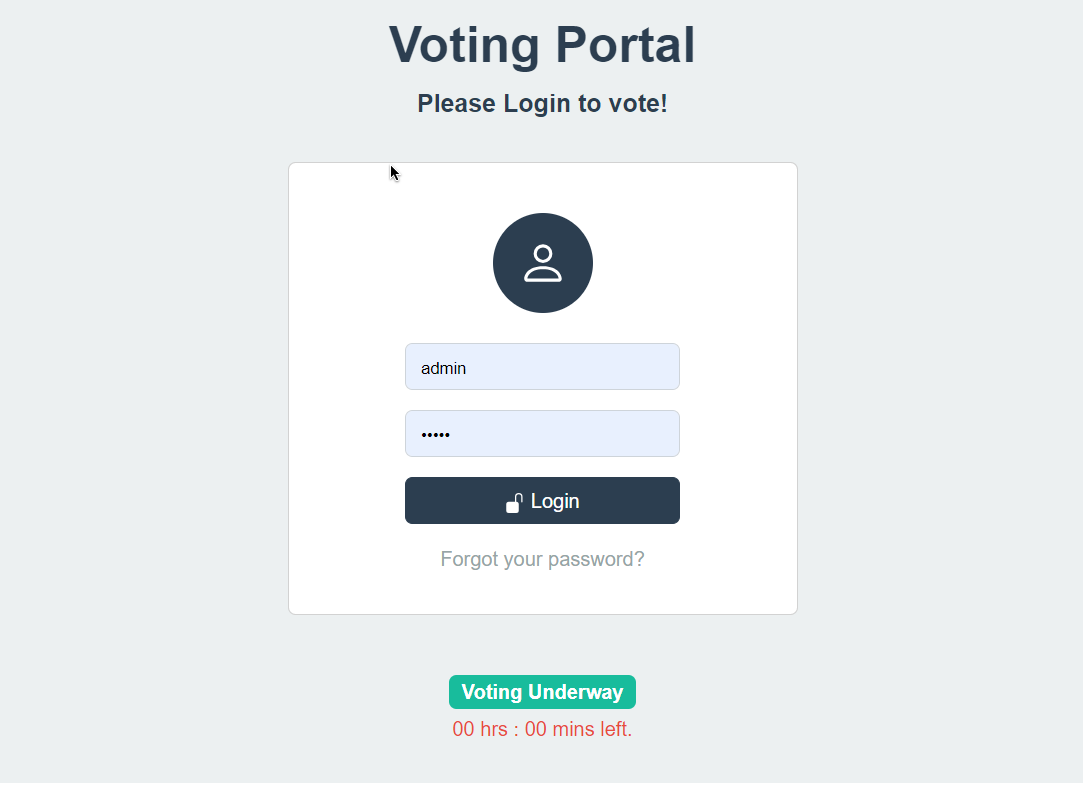 Voting Portal
Please Login to vote!
admin
•••••
Login
Forgot your password?
Voting Underway
00 hrs : 00 mins left.